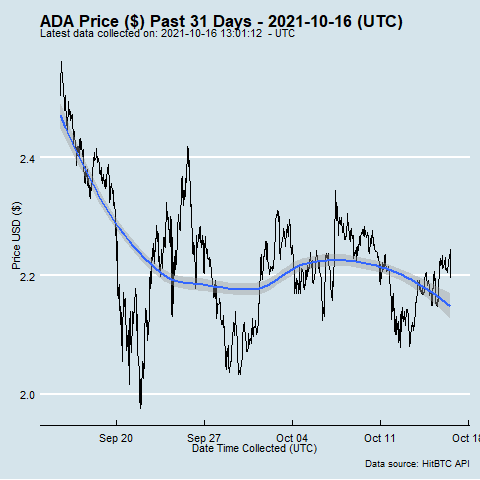 ADA Price ($) Past 31 Days - 2021-10-16 (UTC)
Latest data collected on: 2021-10-16 13:01:12  - UTC
Price USD ($)
2.4
2.2
2.0
Sep 20
Sep 27
Oct 04
Oct 11
Oct 18
Date Time Collected (UTC)
Data source: HitBTC API